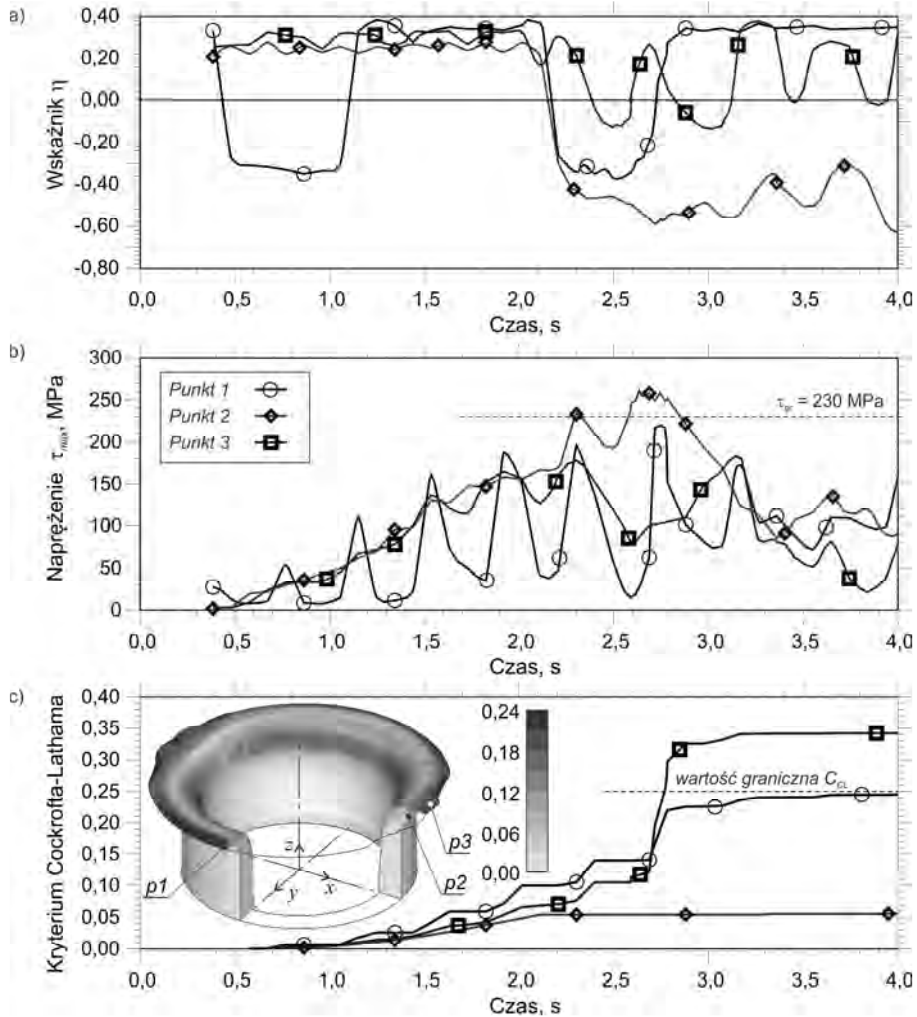 a)
0.40
0.20
0.00
-0.20
-0.40
-0.60
-0.80
Wskaźnik η
0,0 0,5 1,0 1,5 2,0 2,5 3,0 3,5 4,0
Czas, s
b)
300
250
200
150
100
50
0
Naprężenie τmax, MPa
Punkt 1
Punkt 2
Punkt 3
= 230 MPa
0,0 0,5 1,0 1,5 2,0 2,5 3,0 3,5 4,0
Czas, s
c)
0,40
0,35
0,30
0,25
0,20
0,15
0,10
0,05
0,00
Kryterium Cockrofta-Lathama
0,24
0,18
0,12
0,06
0,00
wartość graniczna CCL
p1
p2
p3
z
y
x
0,0 0,5 1,0 1,5 2,0 2,5 3,0 3,5 4,0
Czas, s